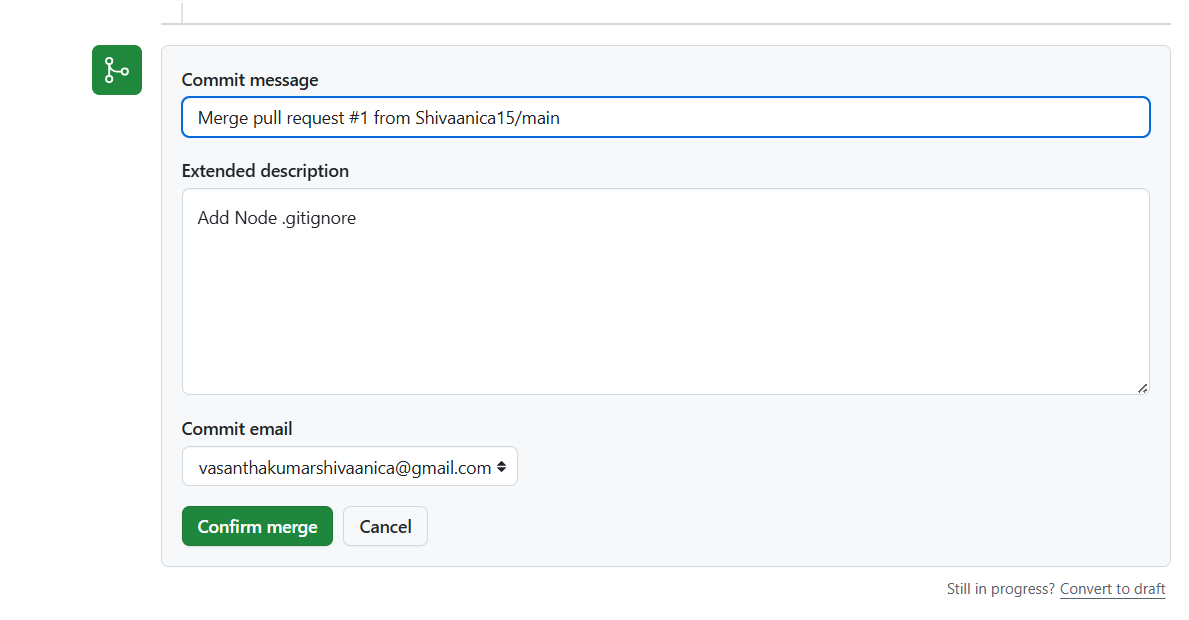 Commit message
Merge pull request #1 from Shivaanica15/main
Extended description
Add Node .gitignore
Commit email
vasanthakumarshivaanica@gmail.com
Confirm merge Cancel
Still in progress? Convert to draft